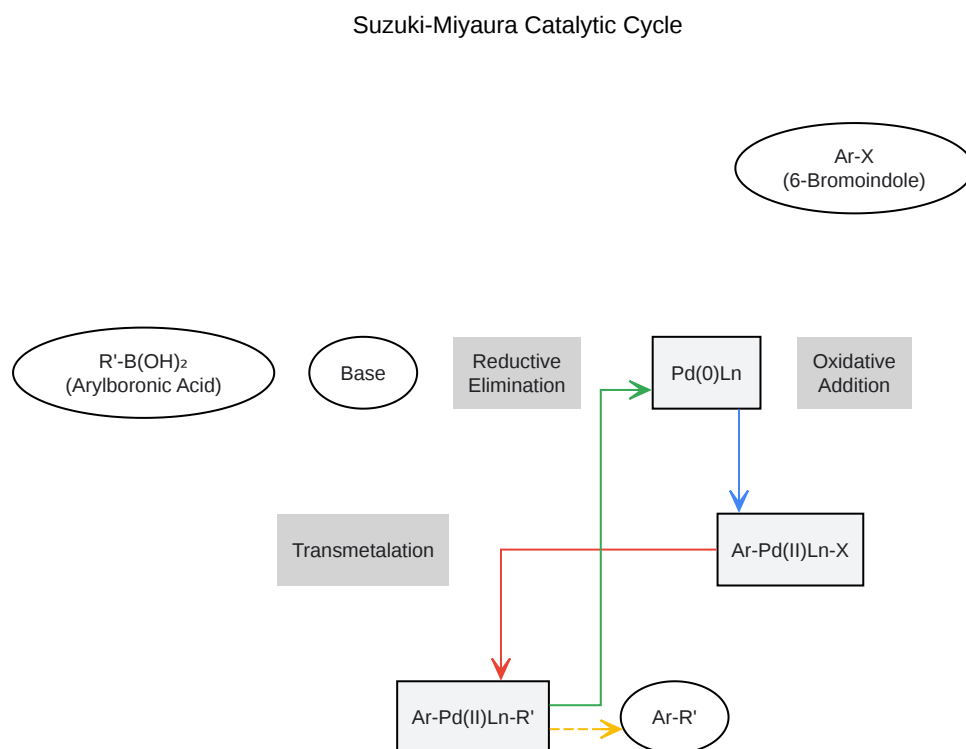 Suzuki-Miyaura Catalytic Cycle
Ar-X
(6-Bromoindole)
R'-B(OH)₂
(Arylboronic Acid)
Base
Reductive
Elimination
Pd(0)Ln
Oxidative
Addition
Transmetalation
Ar-Pd(II)Ln-X
Ar-Pd(II)Ln-R'
Ar-R'